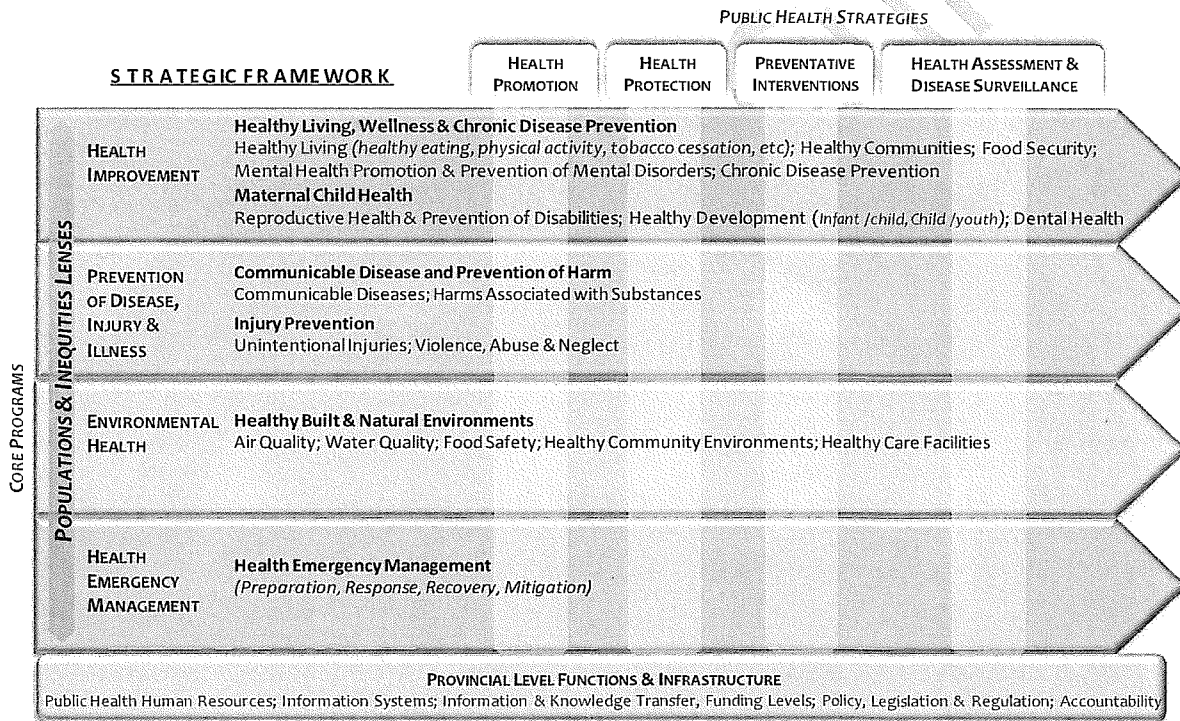 PUBLIC HEALTH STRATEGIES
STRATEGIC FRAMEWORK
HEALTH
PROMOTION
HEALTH
PROTECTION
PREVENTATIVE
INTERVENTIONS
HEALTH ASSESSMENT &
DISEASE SURVEILLANCE
CORE PROGRAMS
POPULATIONS & INEQUITIES LENSES
HEALTH
IMPROVEMENT
Healthy Living, Wellness & Chronic Disease Prevention
Healthy Living (healthy eating, physical activity, tobacco cessation, etc); Healthy Communities; Food Security;
Mental Health Promotion & Prevention of Mental Disorders; Chronic Disease Prevention
Maternal Child Health
Reproductive Health & Prevention of Disabilities; Healthy Development (Infant /child, Child /youth); Dental Health
PREVENTION
OF DISEASE,
INJURY &
ILLNESS
Communicable Disease and Prevention of Harm
Communicable Diseases; Harms Associated with Substances
Injury Prevention
Unintentional Injuries; Violence, Abuse & Neglect
ENVIRONMENTAL
HEALTH
Healthy Built & Natural Environments
Air Quality; Water Quality; Food Safety; Healthy Community Environments; Healthy Care Facilities
HEALTH
EMERGENCY
MANAGEMENT
Health Emergency Management
(Preparation, Response, Recovery, Mitigation)
PROVINCIAL LEVEL FUNCTIONS & INFRASTRUCTURE
Public Health Human Resources; Information Systems; Information & Knowledge Transfer, Funding Levels; Policy, Legislation & Regulation; Accountability